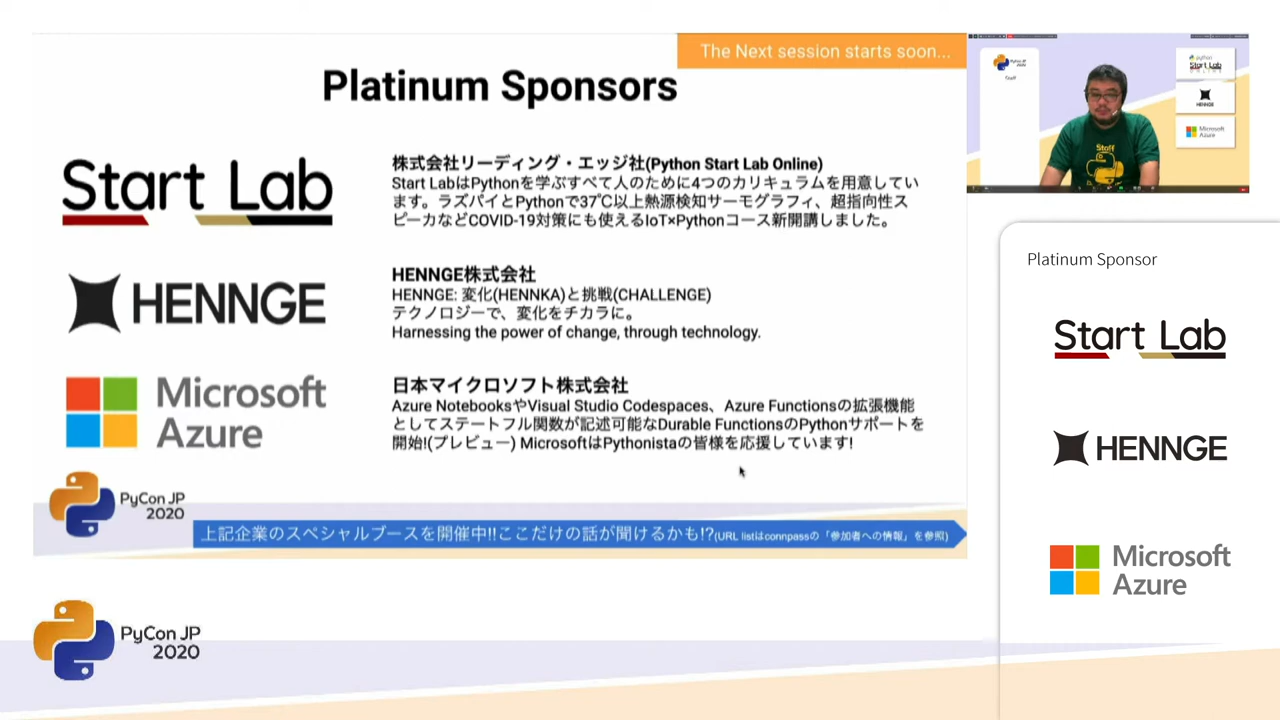 The Next session starts soon...
Platinum Sponsors
Start Lab
株式会社リーディング・エッジ社(Python Start Lab Online)
Start LabはPythonを学ぶすべて人のために4つのカリキュラムを用意してい
ます。ラズパイとPythonで37℃以上熱源検知サーモグラフィ、超指向性ス
ピーカなどCOVID-19対策にも使えるIoT×Pythonコース新開講しました。
HENNGE
HENNGE株式会社
HENNGE: 変化(HENNKA)と挑戦(CHALLENGE)
テクノロジーで、変化をチカラに。
Harnessing the power of change, through technology.
Microsoft
Azure
日本マイクロソフト株式会社
Azure NotebooksやVisual Studio Codespaces、Azure Functionsの拡張機能
としてステートフル関数が記述可能なDurable FunctionsのPythonサポートを
開始!(プレビュー) MicrosoftはPythonistaの皆様を応援しています!
PyCon JP
2020
上記企業のスペシャルブースを開催中!!ここだけの話が聞けるかも!?(URL listはconnpassの「参加者への情報」を参照)
PyCon JP
2020
python
Start Lab
ONLINE
HENNGE
Microsoft
Azure
Staff
Platinum Sponsor
Start Lab
HENNGE
Microsoft
Azure
PyCon JP
2020